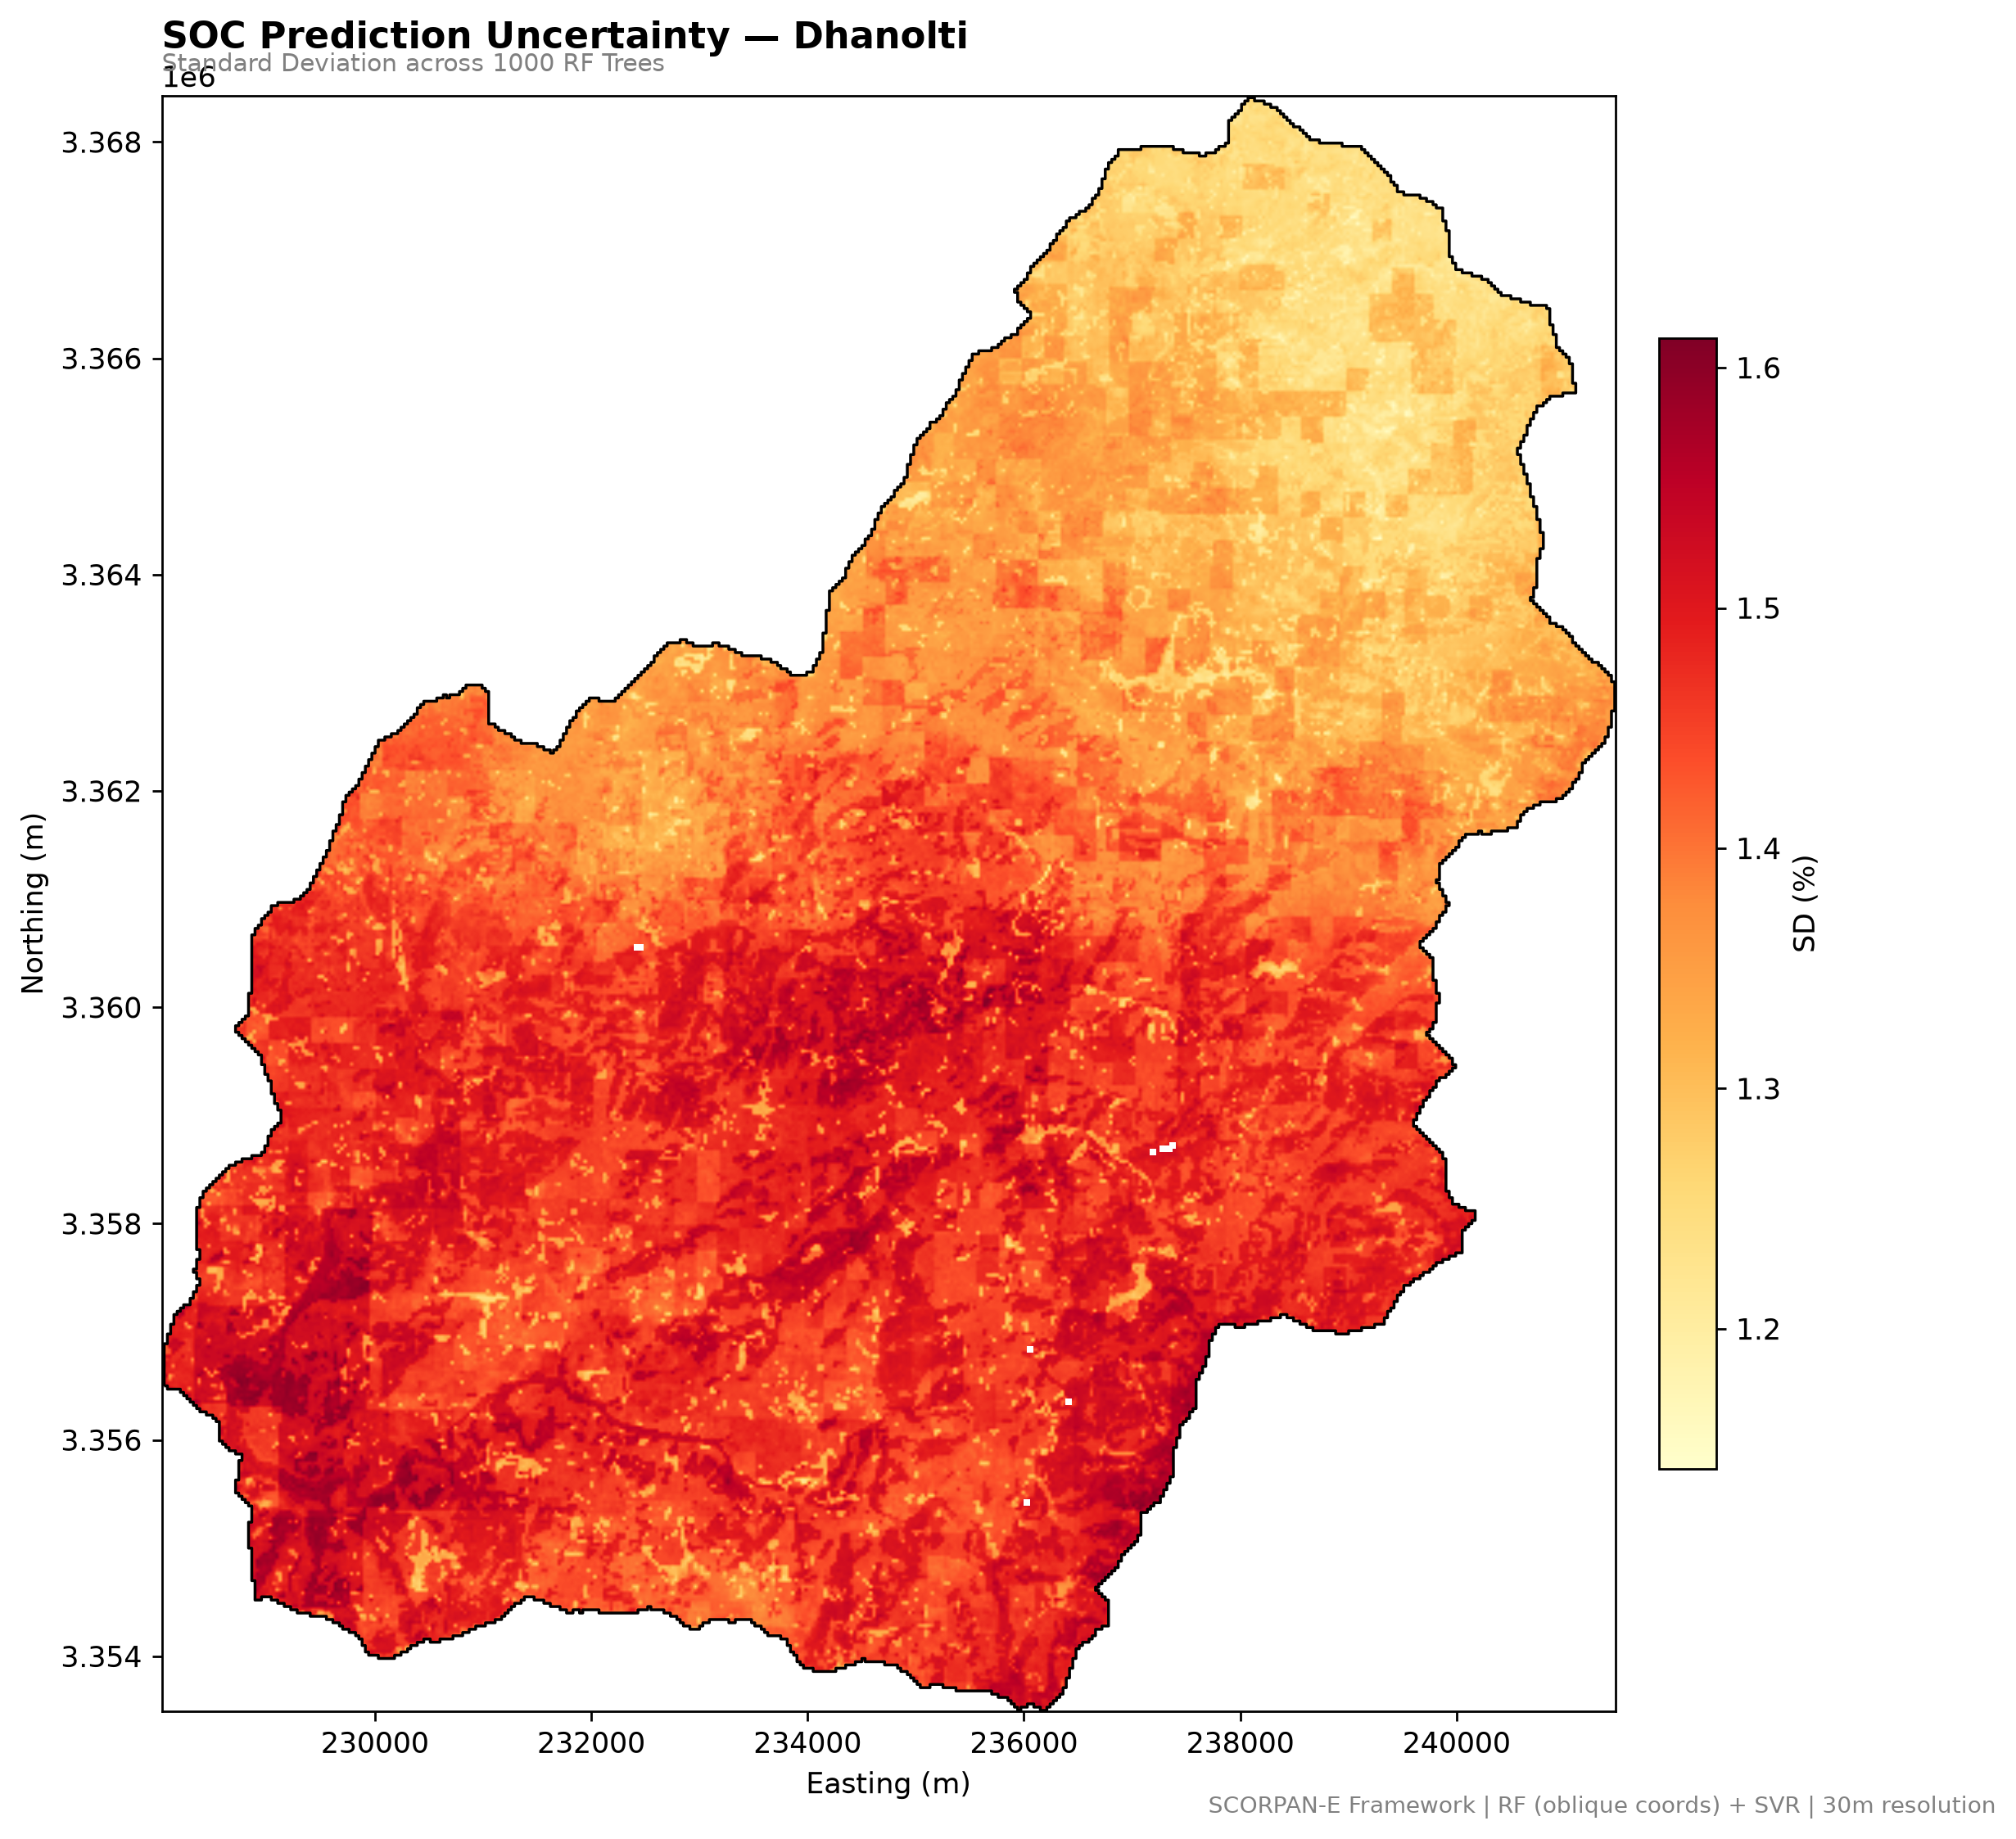 SOC Prediction Uncertainty — Dhanolti
Standard Deviation across 1000 RF Trees
1e6
3.368
3.366
3.364
3.362
3.360
3.358
3.356
3.354
Northing (m)
230000 232000 234000 236000 238000 240000
Easting (m)
1.6
1.5
1.4
1.3
1.2
SD (%)
SCORPAN-E Framework | RF (oblique coords) + SVR | 30m resolution